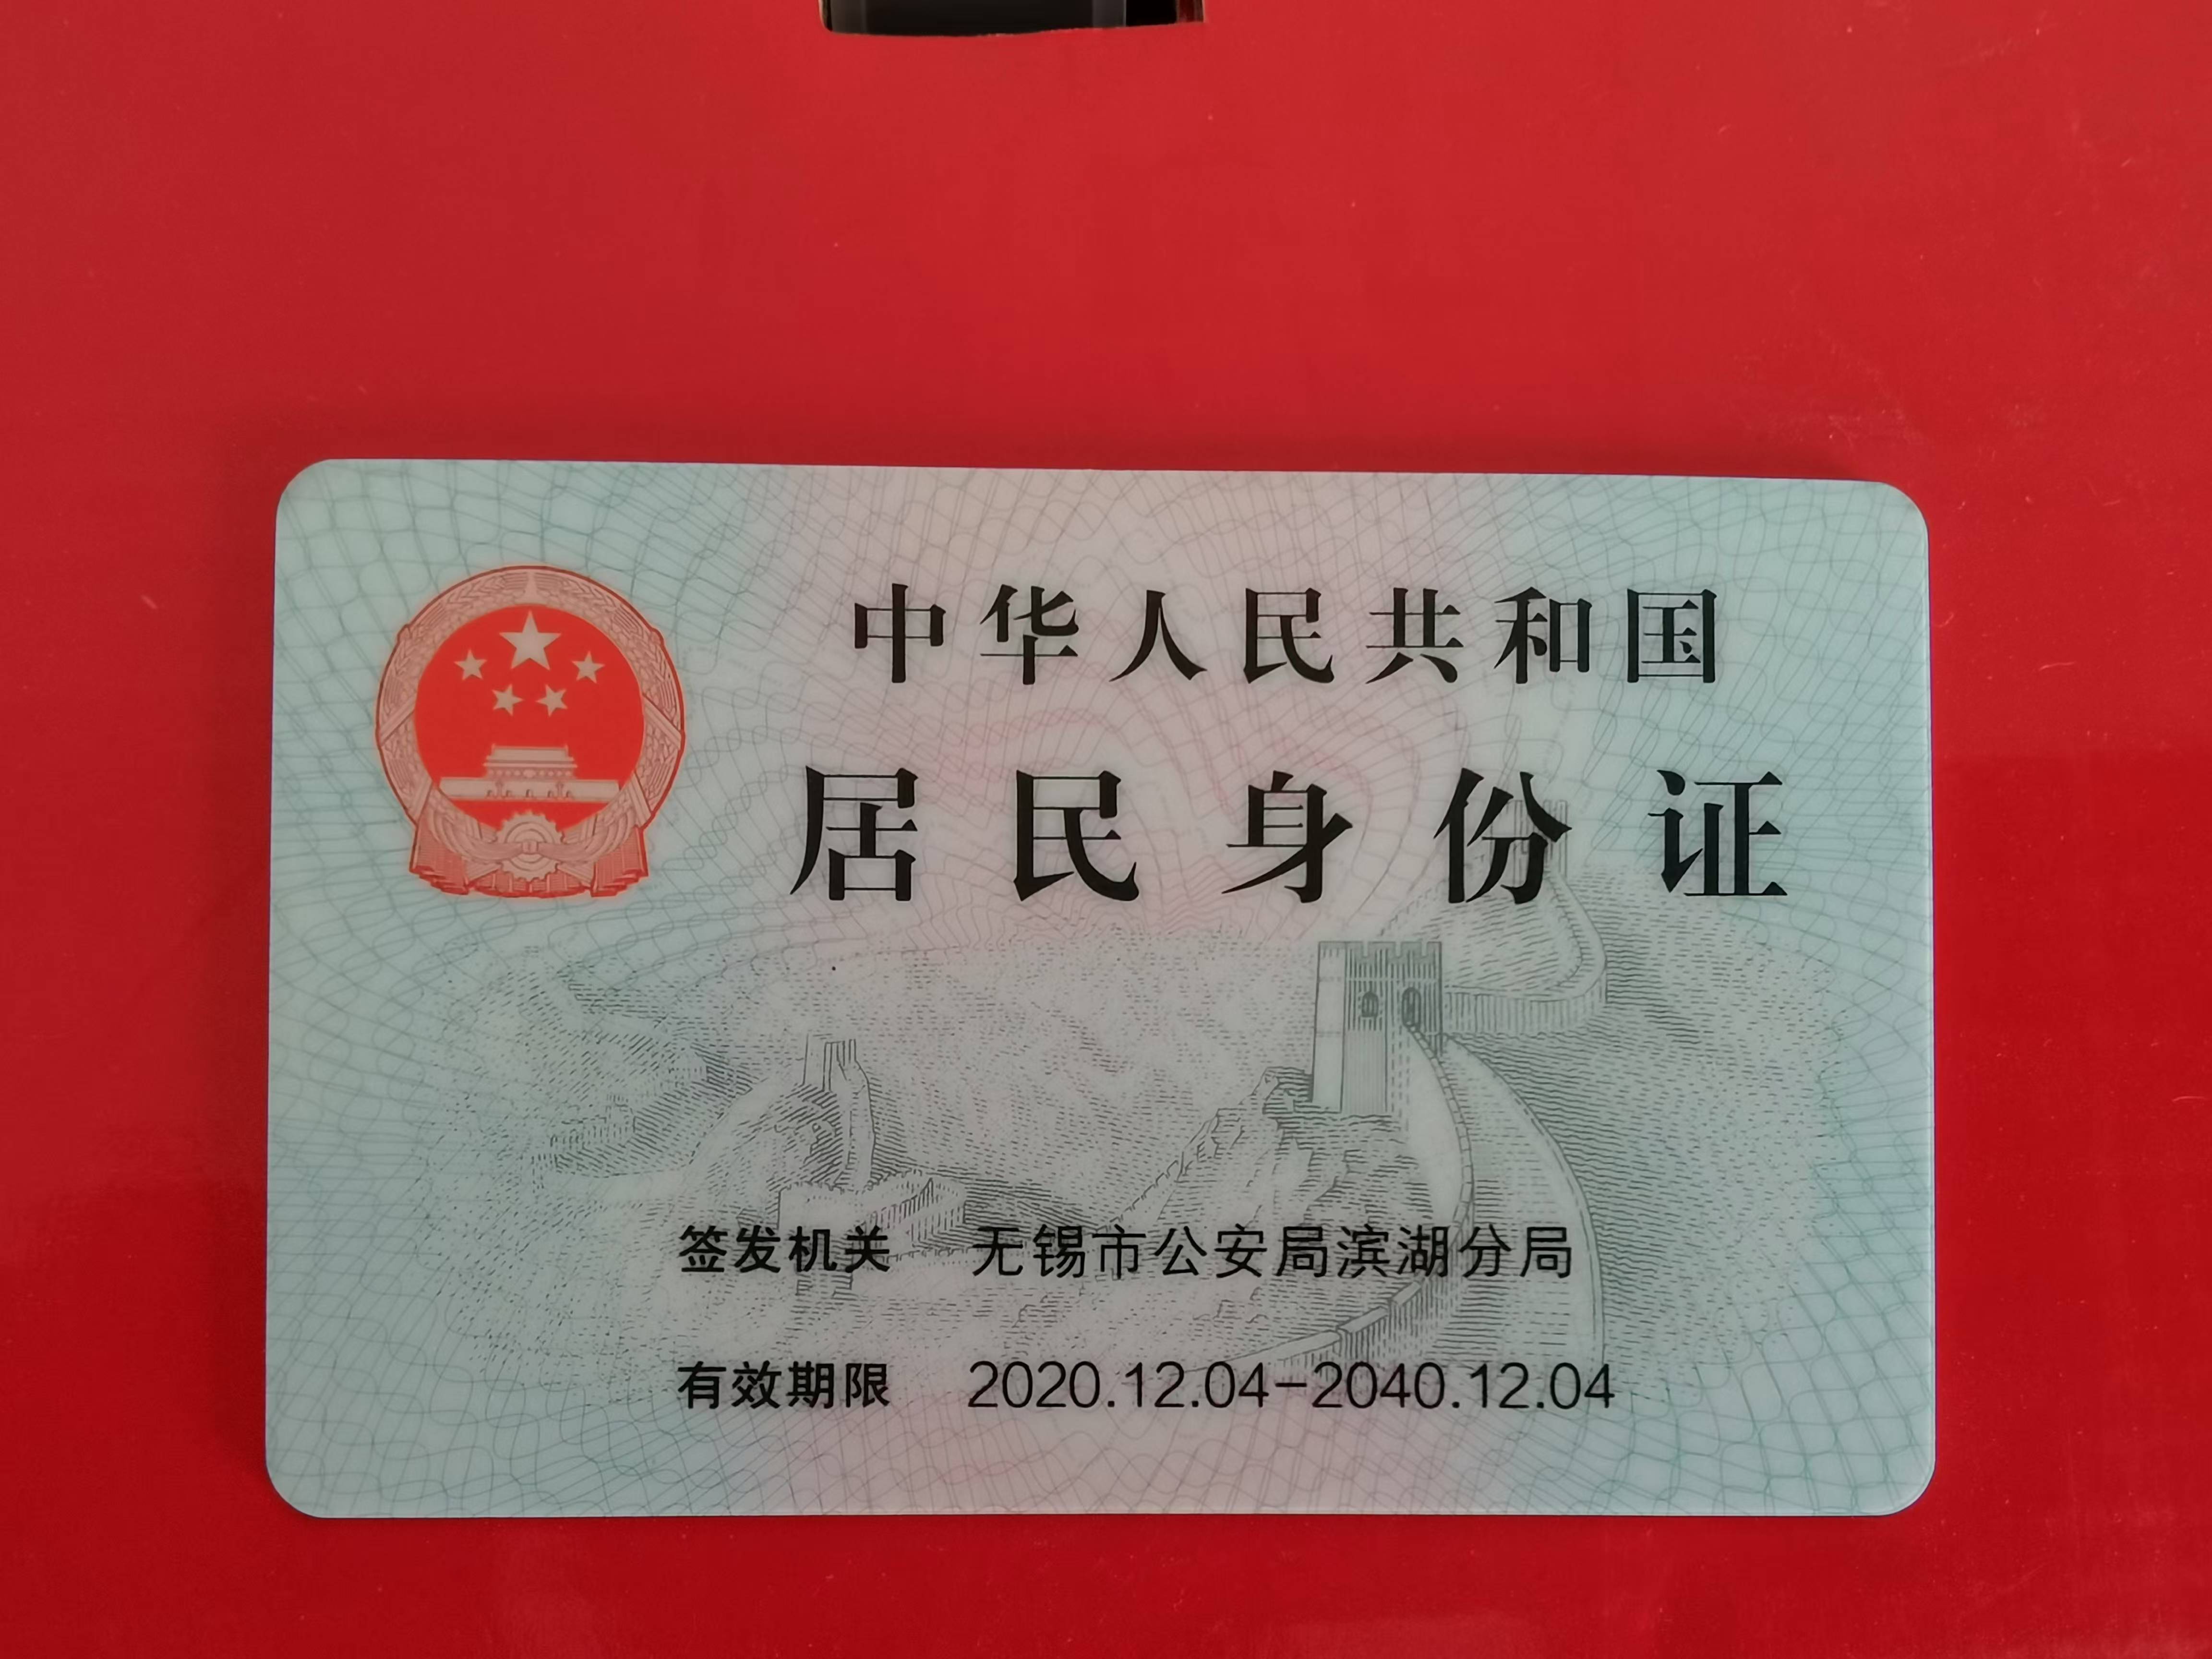 中华人民共和国
居民身份证
签发机关 无锡市公安局滨湖分局
有效期限 2020.12.04-2040.12.04